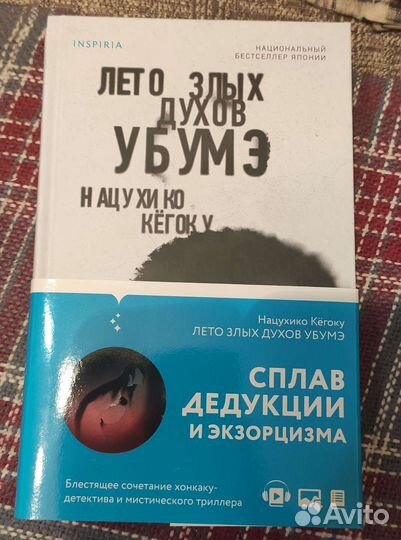 INSPIRIA
НАЦИОНАЛЬНЫЙ
БЕСТСЕЛЛЕР ЯПОНИИ
ЛЕТО ЗЛЫХ
ДУХОВ
УБУМЭ
НАЦУХИКО
КЁГОКУ
Нацухико Кёгоку
ЛЕТО ЗЛЫХ ДУХОВ УБУМЭ
СПЛАВ
ДЕДУКЦИИ
И ЭКЗОРЦИЗМА
Блестящее сочетание хонкаку-
детектива и мистического триллера
Avito